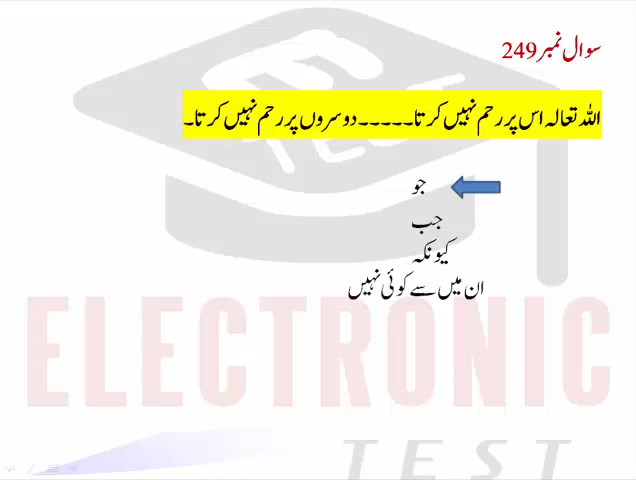 سوال نمبر 249
اللہ تعالہ اس پر رحم نہیں کرتا۔۔۔۔۔دوسروں پر رحم نہیں کرتا۔
جو
جب
کیونکہ
ان میں سے کوئی نہیں
ELECTRONIC
TEST